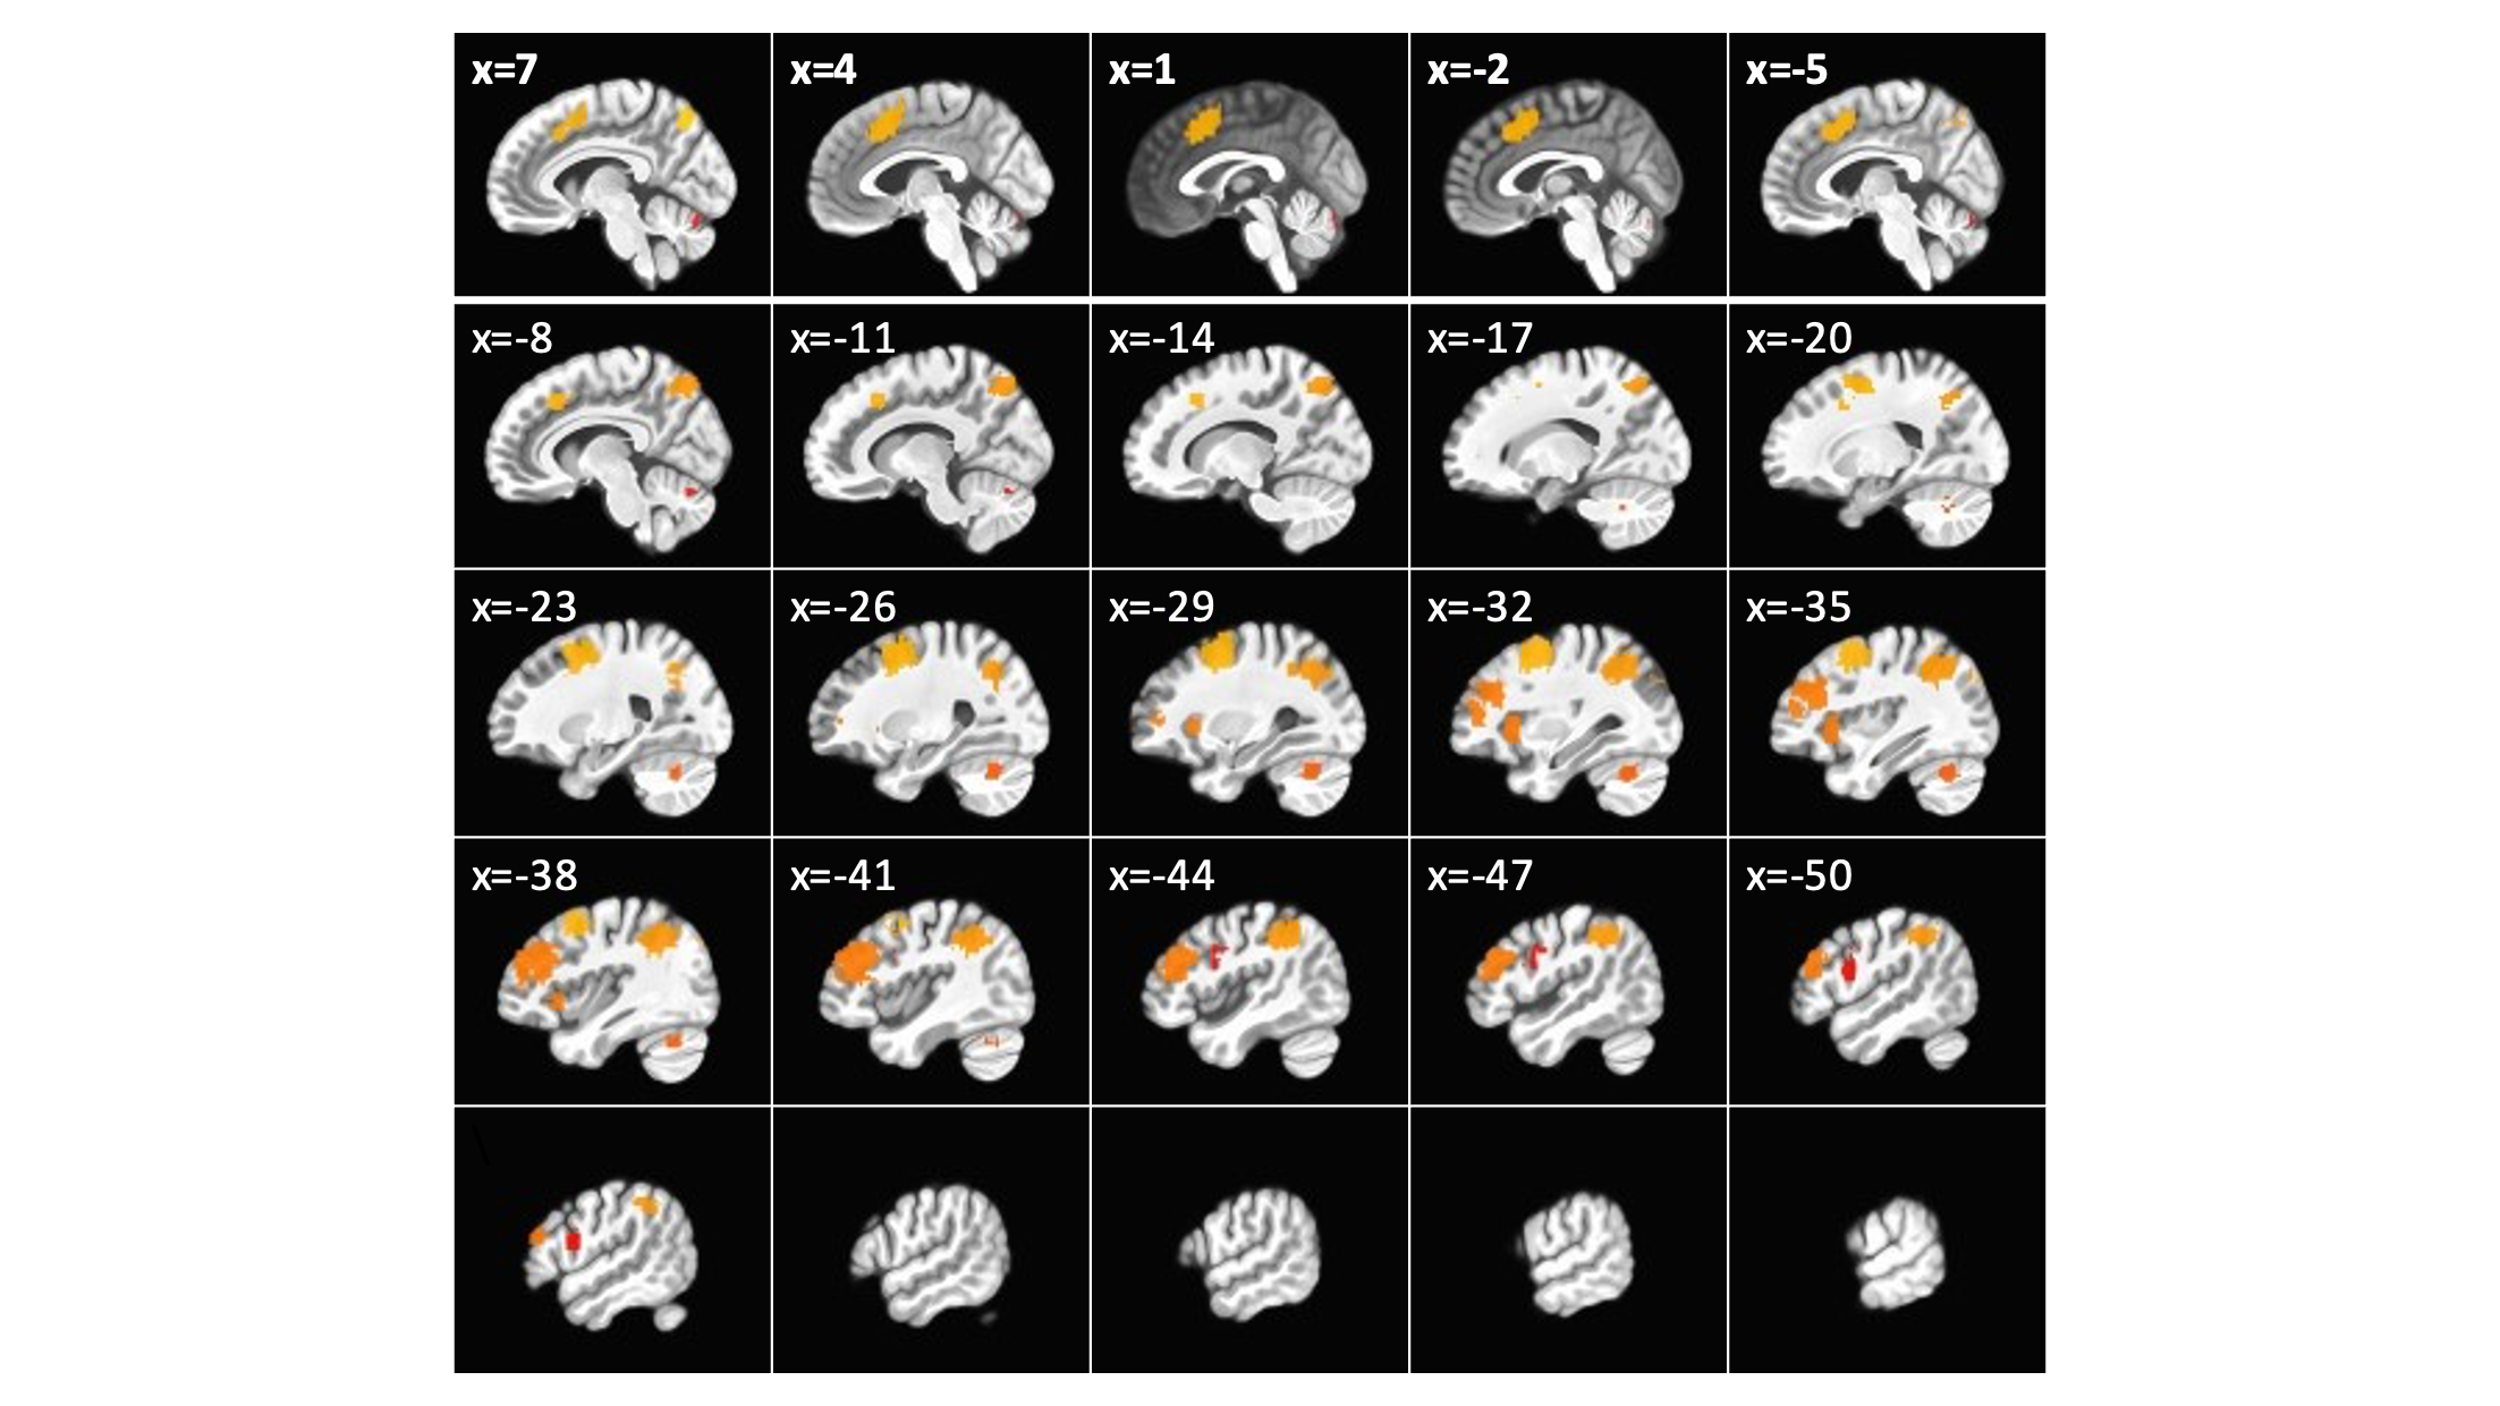 x=7 x=4 x=1 x=-2 x=-5
x=-8 x=-11 x=-14 x=-17 x=-20
x=-23 x=-26 x=-29 x=-32 x=-35
x=-38 x=-41 x=-44 x=-47 x=-50